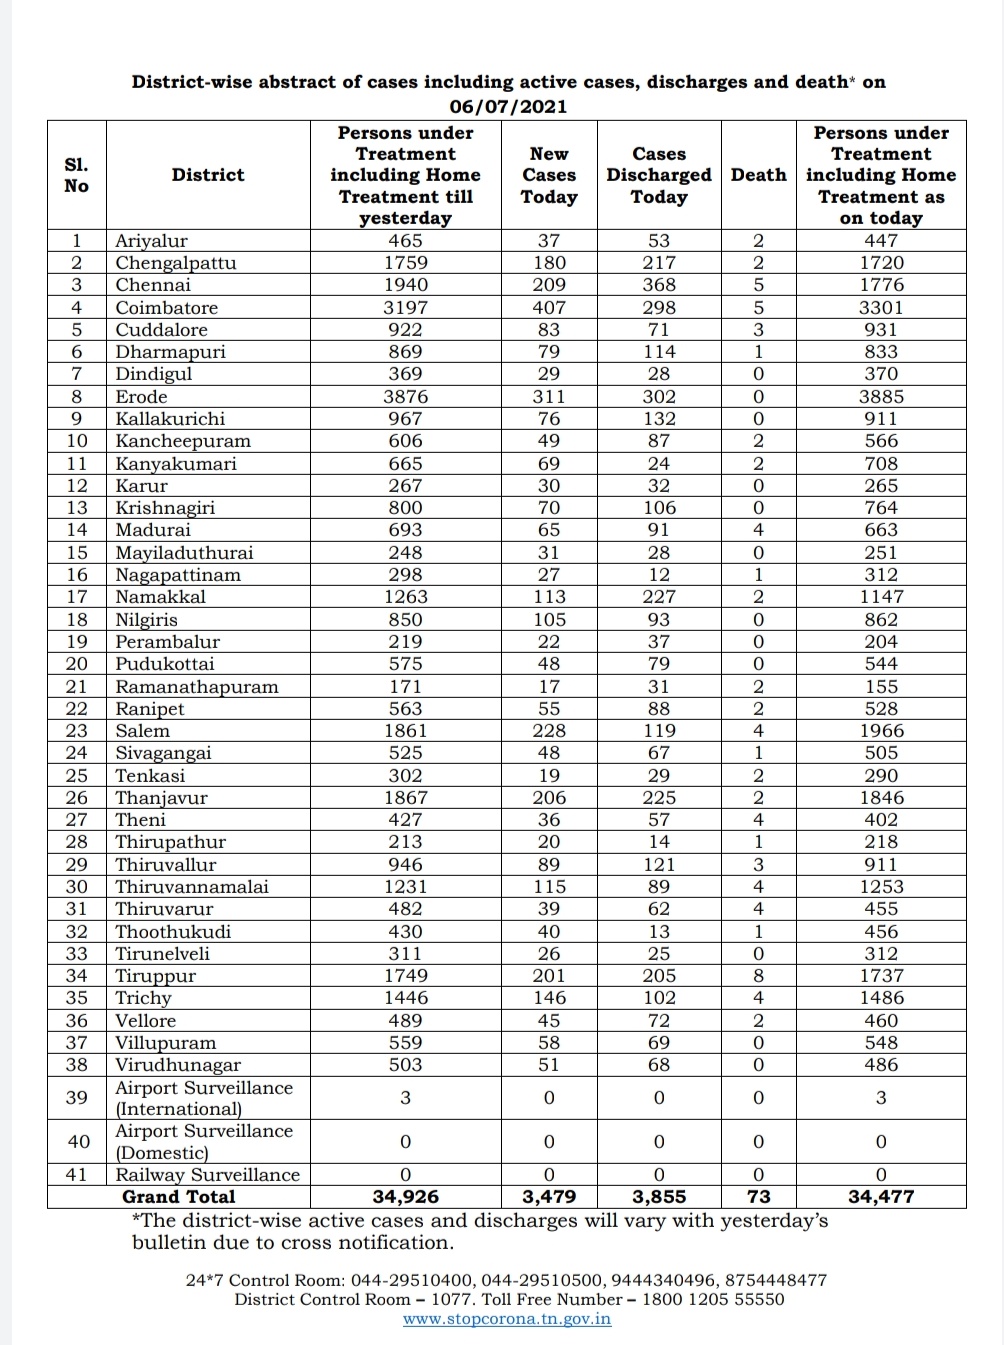 District-wise abstract of cases including active cases, discharges and death* on
06/07/2021
Sl. No District Persons under Treatment including Home Treatment till yesterday New Cases Today Cases Discharged Today Death Persons under Treatment including Home Treatment as on today
1 Ariyalur 465 37 53 2 447
2 Chengalpattu 1759 180 217 2 1720
3 Chennai 1940 209 368 5 1776
4 Coimbatore 3197 407 298 5 3301
5 Cuddalore 922 83 71 3 931
6 Dharmapuri 869 79 114 1 833
7 Dindigul 369 29 28 0 370
8 Erode 3876 311 302 0 3885
9 Kallakurichi 967 76 132 0 911
10 Kancheepuram 606 49 87 2 566
11 Kanyakumari 665 69 24 2 708
12 Karur 267 30 32 0 265
13 Krishnagiri 800 70 106 0 764
14 Madurai 693 65 91 4 663
15 Mayiladuthurai 248 31 28 0 251
16 Nagapattinam 298 27 12 1 312
17 Namakkal 1263 113 227 2 1147
18 Nilgiris 850 105 93 0 862
19 Perambalur 219 22 37 0 204
20 Pudukottai 575 48 79 0 544
21 Ramanathapuram 171 17 31 2 155
22 Ranipet 563 55 88 2 528
23 Salem 1861 228 119 4 1966
24 Sivagangai 525 48 67 1 505
25 Tenkasi 302 19 29 2 290
26 Thanjavur 1867 206 225 2 1846
27 Theni 427 36 57 4 402
28 Thirupathur 213 20 14 1 218
29 Thiruvallur 946 89 121 3 911
30 Thiruvannamalai 1231 115 89 4 1253
31 Thiruvarur 482 39 62 4 455
32 Thoothukudi 430 40 13 1 456
33 Tirunelveli 311 26 25 0 312
34 Tiruppur 1749 201 205 8 1737
35 Trichy 1446 146 102 4 1486
36 Vellore 489 45 72 2 460
37 Villupuram 559 58 69 0 548
38 Virudhunagar 503 51 68 0 486
39 Airport Surveillance (International) 3 0 0 0 3
40 Airport Surveillance (Domestic) 0 0 0 0 0
41 Railway Surveillance 0 0 0 0 0
Grand Total 34,926 3,479 3,855 73 34,477
*The district-wise active cases and discharges will vary with yesterday's
bulletin due to cross notification.
24*7 Control Room: 044-29510400, 044-29510500, 9444340496, 8754448477
District Control Room – 1077. Toll Free Number – 1800 1205 55550
www.stopcorona.tn.gov.in